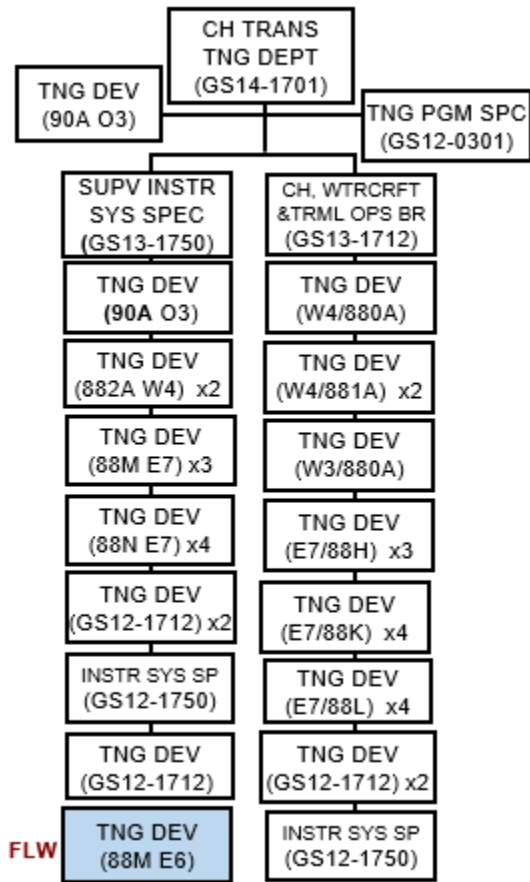 CH TRANS
TNG DEPT
(GS14-1701)
TNG DEV
(90A O3)
TNG PGM SPC
(GS12-0301)
SUPV INSTR
SYS SPEC
(GS13-1750)
TNG DEV
(90A O3)
TNG DEV
(882A W4) x2
TNG DEV
(88M E7) x3
TNG DEV
(88N E7) x4
TNG DEV
(GS12-1712) x2
INSTR SYS SP
(GS12-1750)
TNG DEV
(GS12-1712)
FLW
TNG DEV
(88M E6)
CH, WTRCRFT
&TRML OPS BR
(GS13-1712)
TNG DEV
(W4/880A)
TNG DEV
(W4/881A) x2
TNG DEV
(W3/880A)
TNG DEV
(E7/88H) x3
TNG DEV
(E7/88K) x4
TNG DEV
(E7/88L) x4
TNG DEV
(GS12-1712) x2
INSTR SYS SP
(GS12-1750)